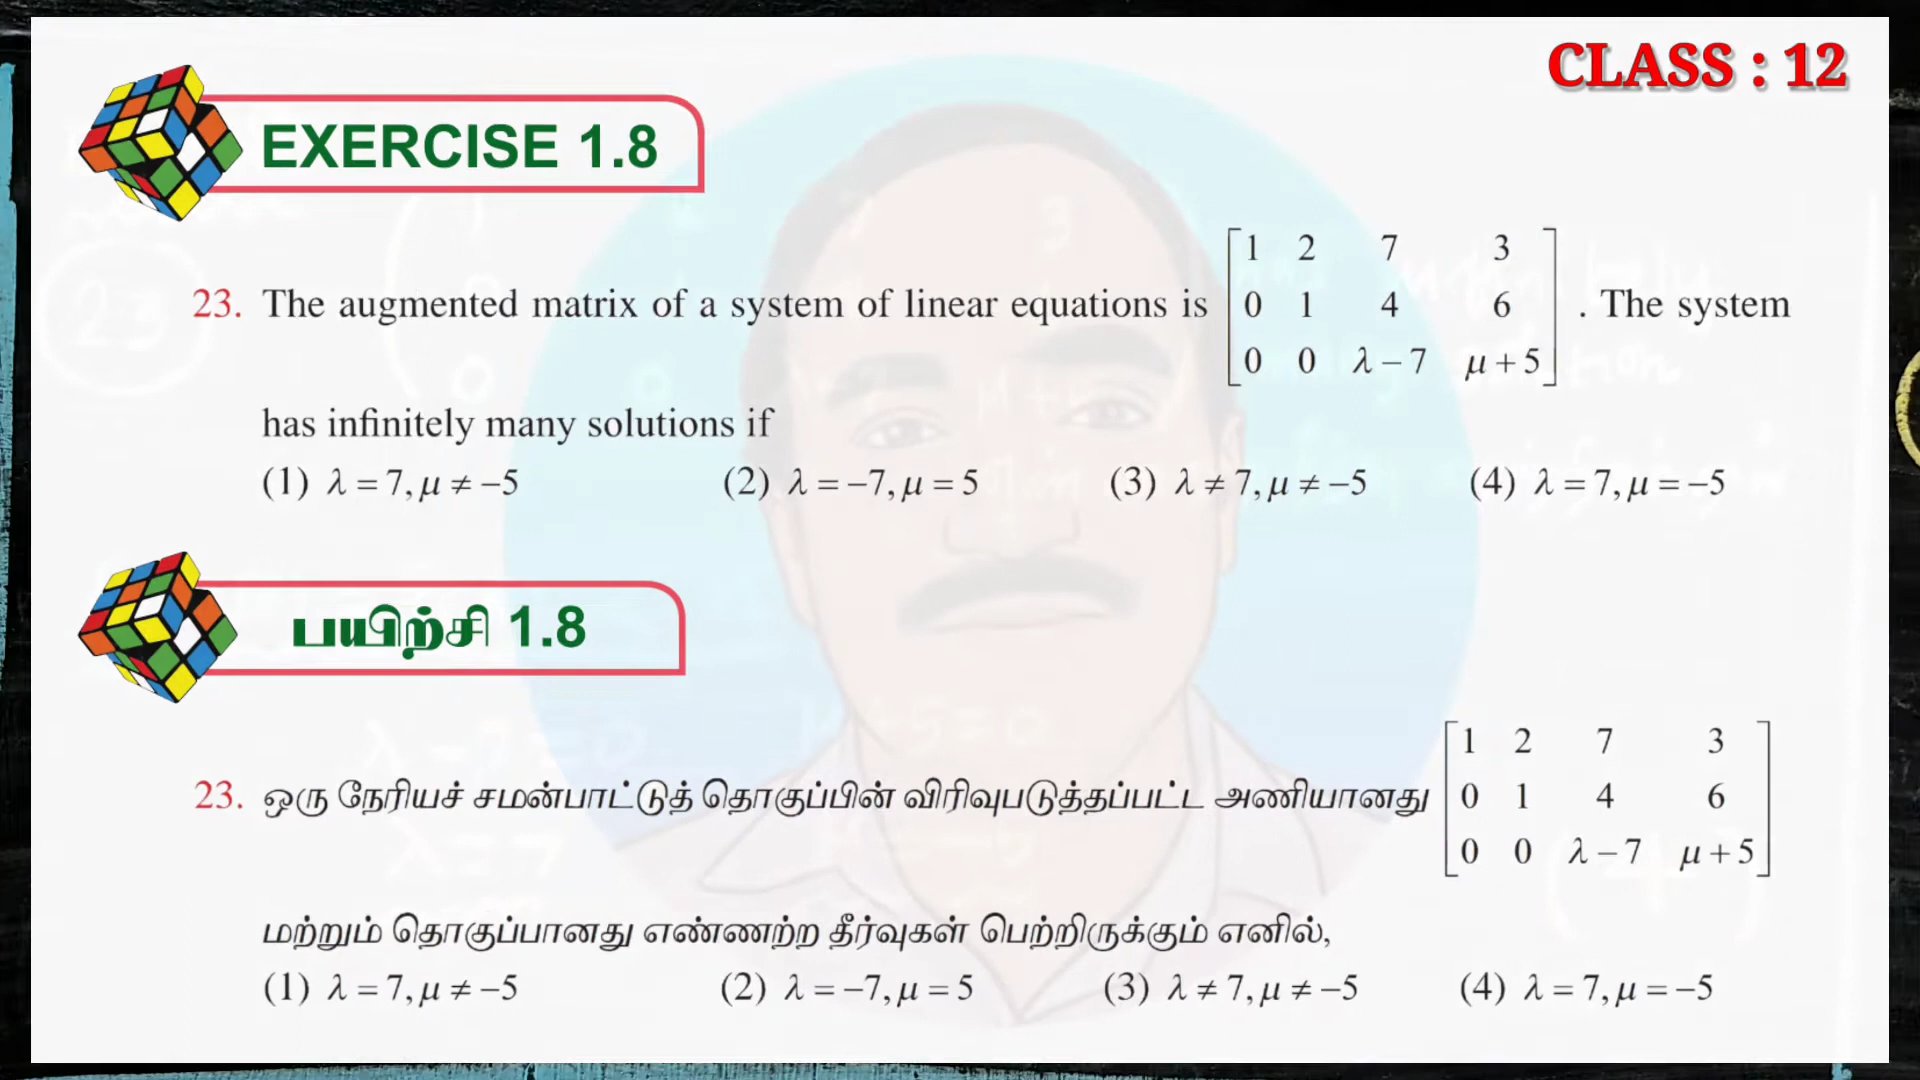 CLASS : 12
EXERCISE 1.8
23. The augmented matrix of a system of linear equations is [1 2 7 3
0 1 4 6
0 0 λ − 7 μ + 5] . The system
has infinitely many solutions if
(1) λ = 7, μ ≠ −5 (2) λ = −7, μ = 5 (3) λ ≠ 7, μ ≠ −5 (4) λ = 7, μ = −5
பயிற்சி 1.8
23. ஒரு நேரியச் சமன்பாட்டுத் தொகுப்பின் விரிவுபடுத்தப்பட்ட அணியானது [1 2 7 3
0 1 4 6
0 0 λ − 7 μ + 5]
மற்றும் தொகுப்பானது எண்ணற்ற தீர்வுகள் பெற்றிருக்கும் எனில்,
(1) λ = 7, μ ≠ −5 (2) λ = −7, μ = 5 (3) λ ≠ 7, μ ≠ −5 (4) λ = 7, μ = −5